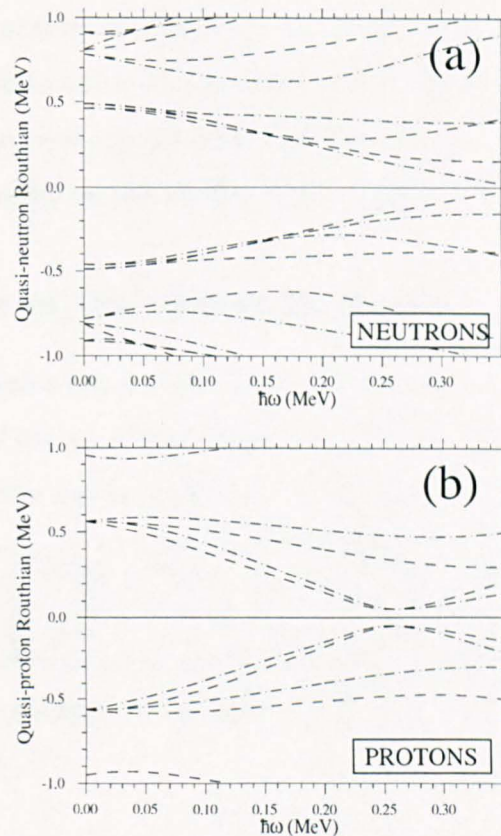 (a)
Quasi-neutron Routhian (MeV)
1.0
0.5
0.0
-0.5
-1.0
NEUTRONS
0.00 0.05 0.10 0.15 0.20 0.25 0.30
ħω (MeV)
(b)
Quasi-proton Routhian (MeV)
1.0
0.5
0.0
-0.5
-1.0
PROTONS
0.00 0.05 0.10 0.15 0.20 0.25 0.30
ħω (MeV)